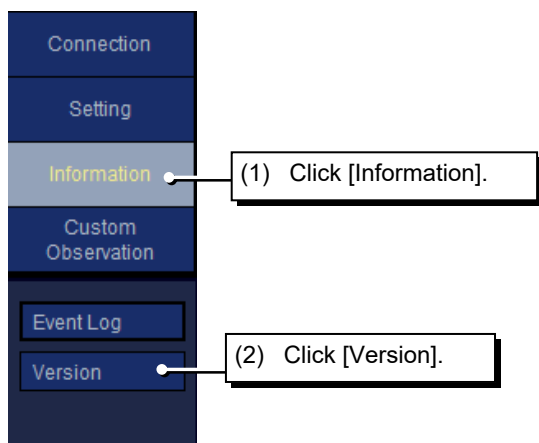 Connection
Setting
Information
(1) Click [Information].
Custom
Observation
Event Log
Version
(2) Click [Version].